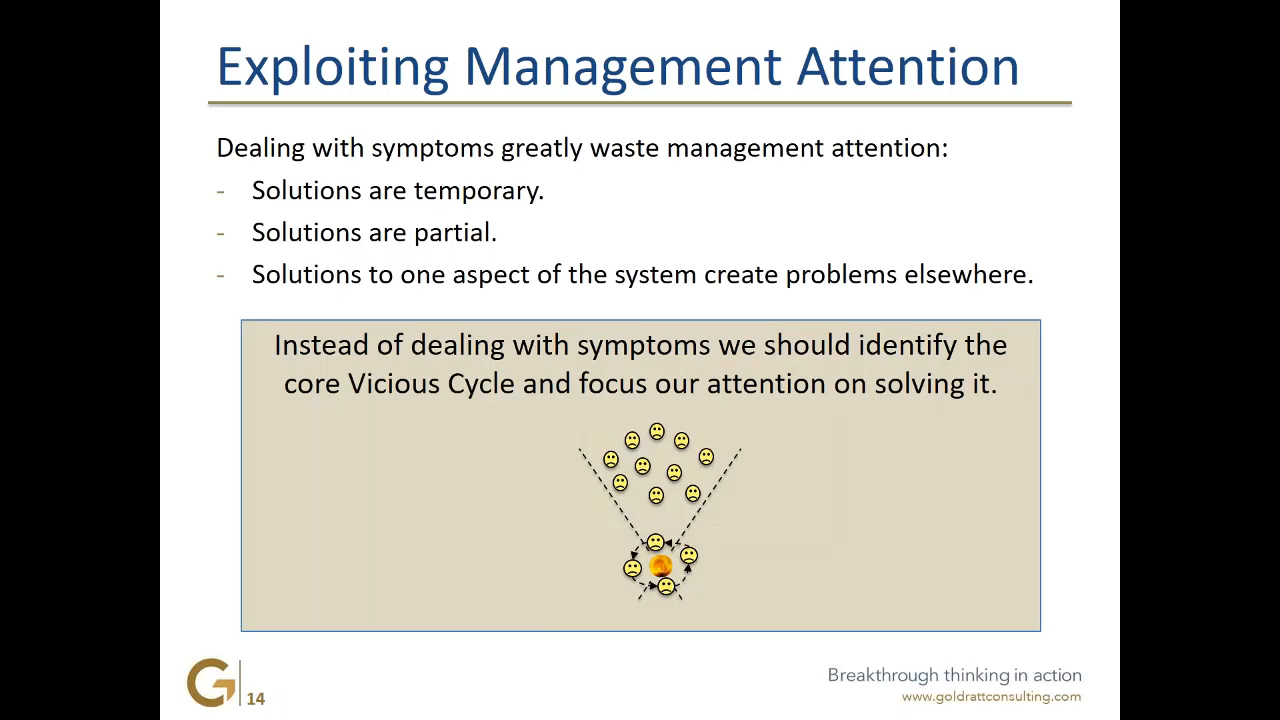 Exploiting Management Attention
Dealing with symptoms greatly waste management attention:
- Solutions are temporary.
- Solutions are partial.
- Solutions to one aspect of the system create problems elsewhere.
Instead of dealing with symptoms we should identify the
core Vicious Cycle and focus our attention on solving it.
G
14
Breakthrough thinking in action
www.goldrattconsulting.com